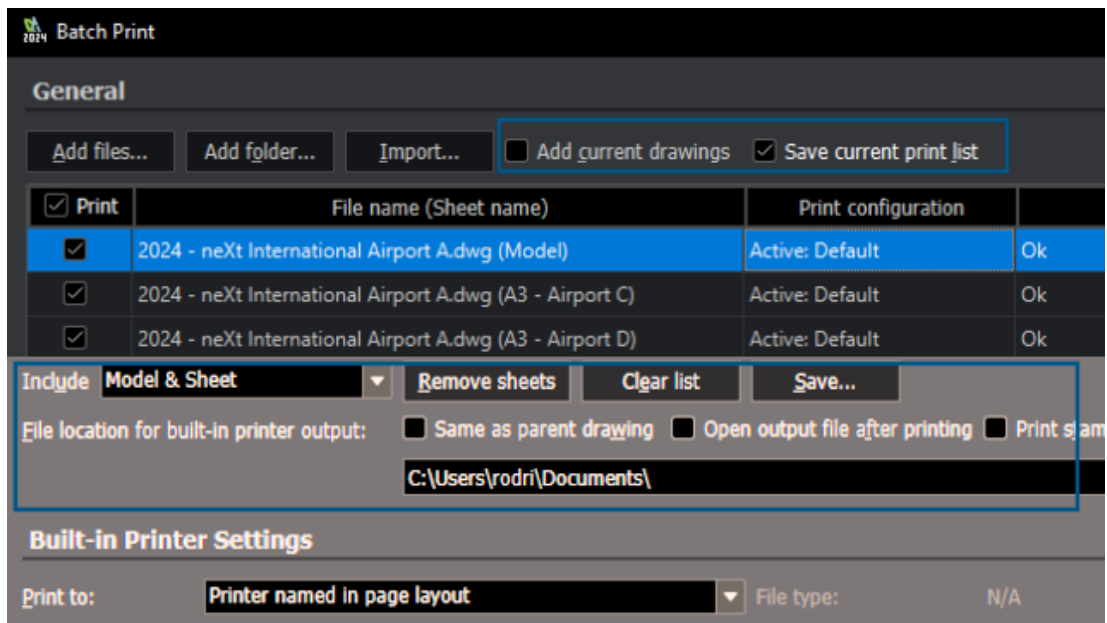 2024 Batch Print
General
Add files... Add folder... Import... Add current drawings Save current print list
Print File name (Sheet name) Print configuration
2024 - neXt International Airport A.dwg (Model) Active: Default Ok
2024 - neXt International Airport A.dwg (A3 - Airport C) Active: Default Ok
2024 - neXt International Airport A.dwg (A3 - Airport D) Active: Default Ok
Include Model & Sheet Remove sheets Clear list Save...
File location for built-in printer output: Same as parent drawing Open output file after printing Print
C:\Users\rodri\Documents\
Built-in Printer Settings
Print to: Printer named in page layout File type: N/A